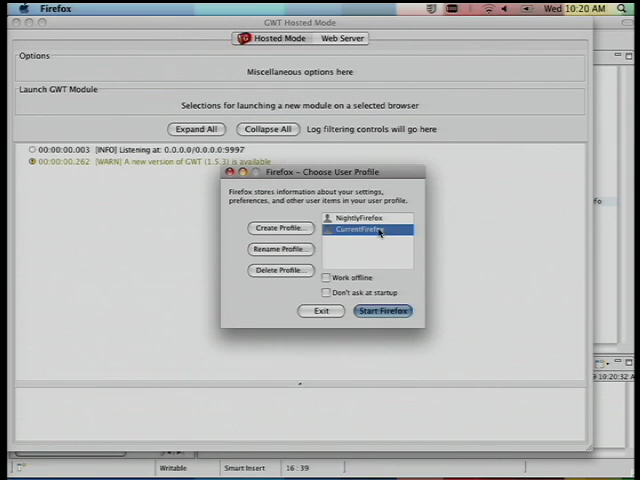 Firefox
Wed 10:20 AM
GWT Hosted Mode
Hosted Mode
Web Server
Options
Miscellaneous options here
Launch GWT Module
Selections for launching a new module on a selected browser
Expand All
Collapse All
Log filtering controls will go here
00:00:00.003 [INFO] Listening at: 0.0.0.0/0.0.0.0:9997
00:00:00.262 [WARN] A new version of GWT (1.5.3) is available
Firefox - Choose User Profile
Firefox stores information about your settings,
preferences, and other user items in your user profile.
Create Profile...
Rename Profile...
Delete Profile...
NightlyFirefox
CurrentFirefox
Work offline
Don't ask at startup
Exit
Start Firefox
10:20:32
Writable
Smart Insert
16 : 39